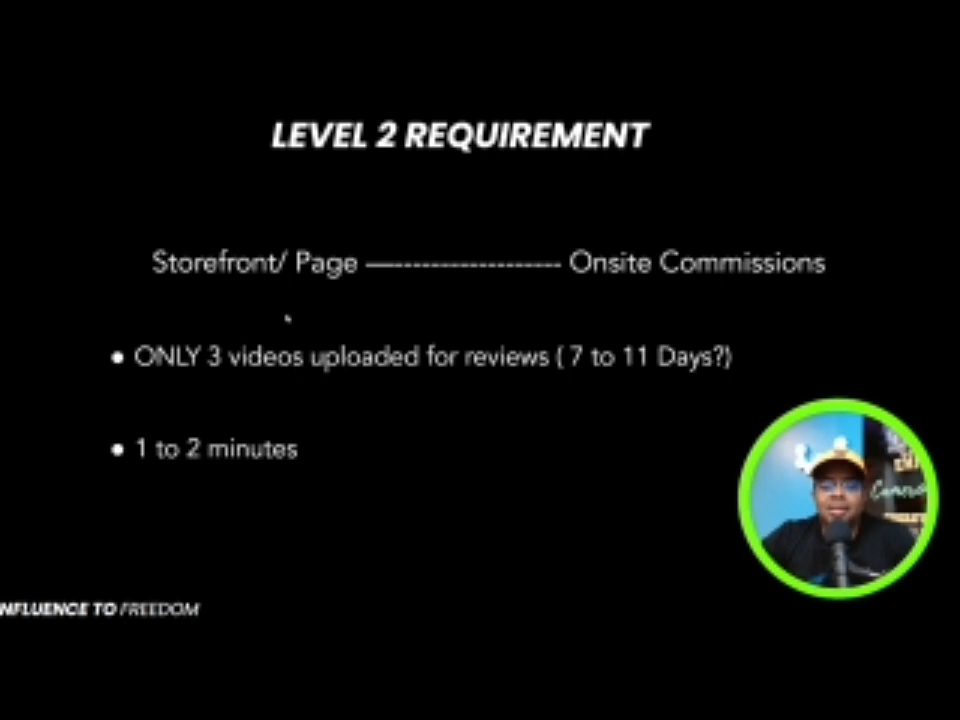 LEVEL 2 REQUIREMENT
Storefront/ Page —-------------------- Onsite Commissions
● ONLY 3 videos uploaded for reviews ( 7 to 11 Days?)
● 1 to 2 minutes
NFLUENCE TO FREEDOM